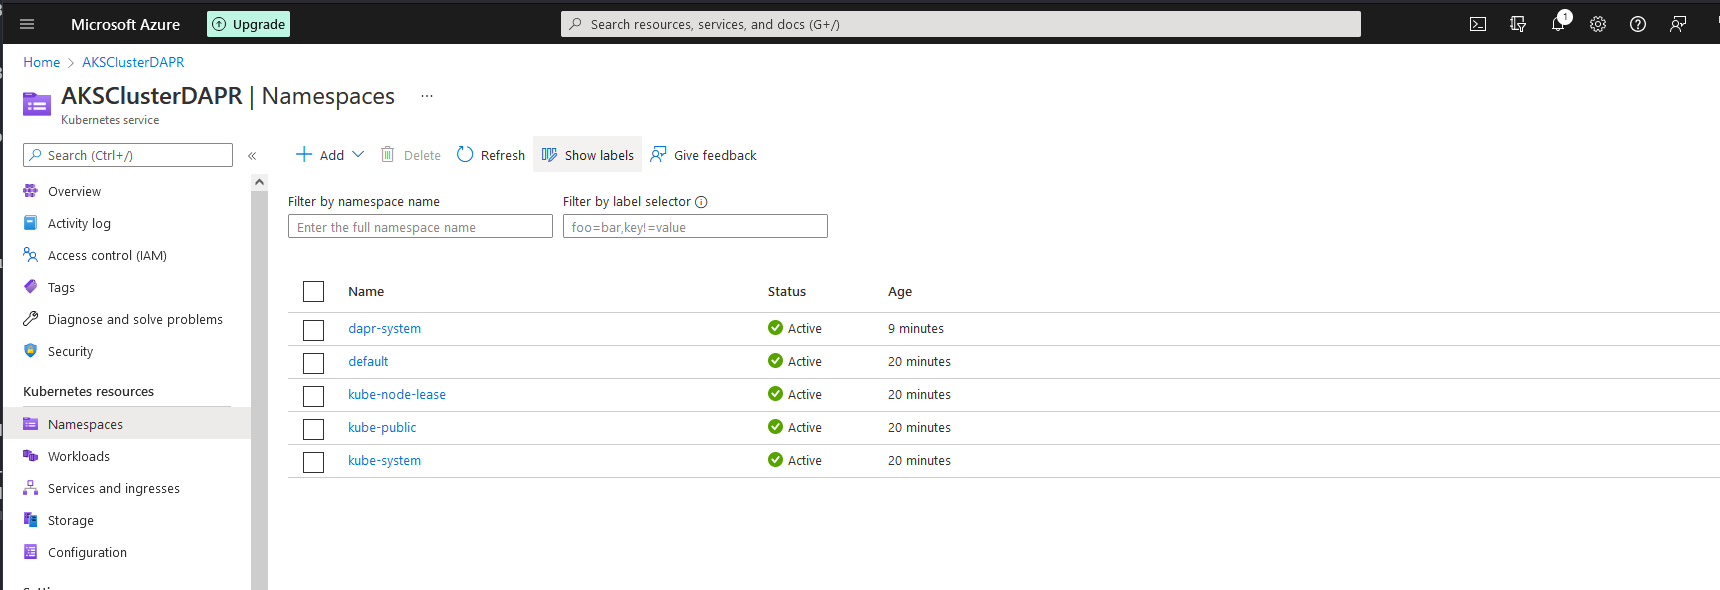 Microsoft Azure
Upgrade
Search resources, services, and docs (G+/)
1
Home > AKSClusterDAPR
AKSClusterDAPR | Namespaces ...
Kubernetes service
Search (Ctrl+/)
«
Add
Delete
Refresh
Show labels
Give feedback
Overview
Activity log
Access control (IAM)
Tags
Diagnose and solve problems
Security
Kubernetes resources
Namespaces
Workloads
Services and ingresses
Storage
Configuration
Filter by namespace name
Filter by label selector
Enter the full namespace name
foo=bar,key!=value
Name Status Age
dapr-system Active 9 minutes
default Active 20 minutes
kube-node-lease Active 20 minutes
kube-public Active 20 minutes
kube-system Active 20 minutes